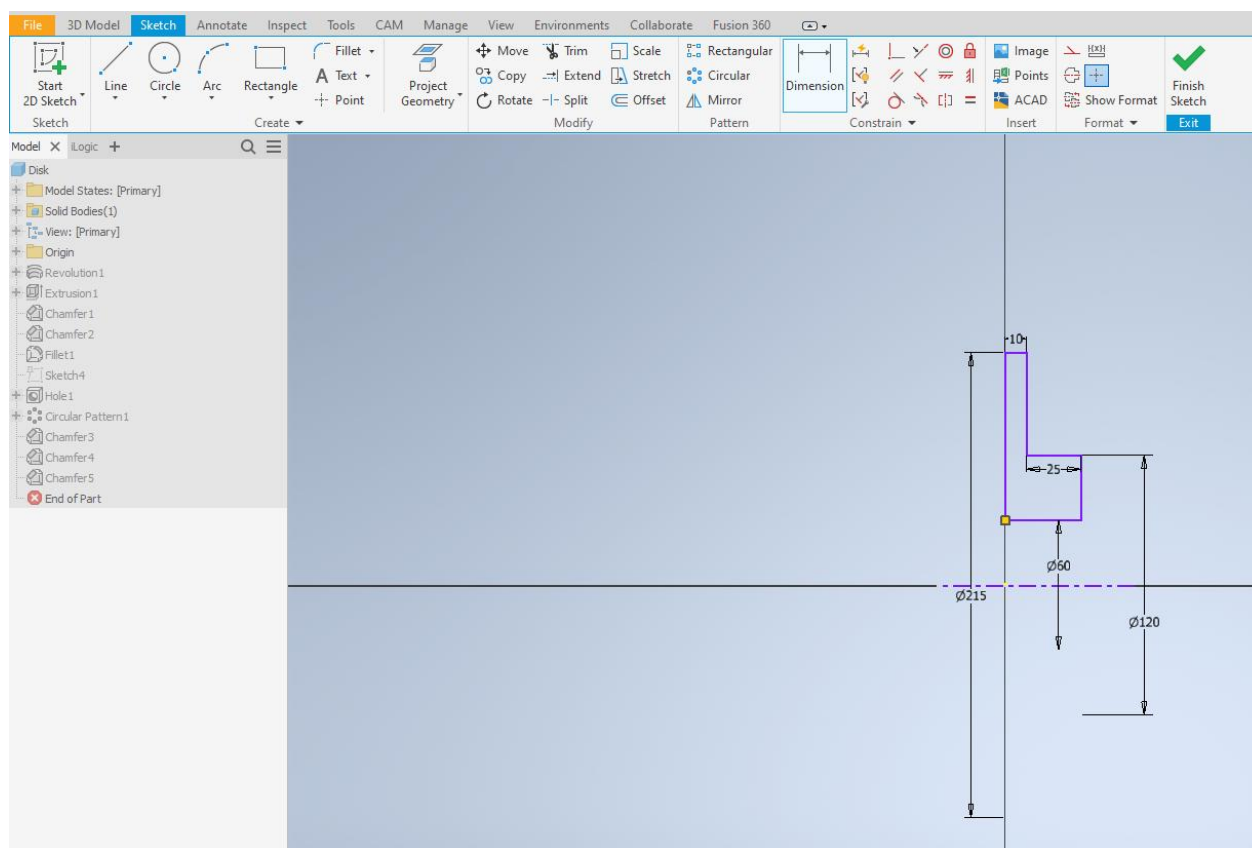 File 3D Model Sketch Annotate Inspect Tools CAM Manage View Environments Collaborate Fusion 360
Start
2D Sketch
Line
Circle
Arc
Rectangle
Fillet
Text
Point
Project
Geometry
Move
Copy
Rotate
Trim
Extend
Split
Scale
Stretch
Offset
Rectangular
Circular
Mirror
Dimension
Image
Points
ACAD
Show Format
Finish
Sketch
Sketch Create Modify Pattern Constrain Insert Format Exit
Model iLogic
Disk
Model States: [Primary]
Solid Bodies(1)
View: [Primary]
Origin
Revolution1
Extrusion1
Chamfer1
Chamfer2
Fillet1
Sketch4
Hole1
Circular Pattern1
Chamfer3
Chamfer4
Chamfer5
End of Part
10
25
Ø60
Ø215
Ø120